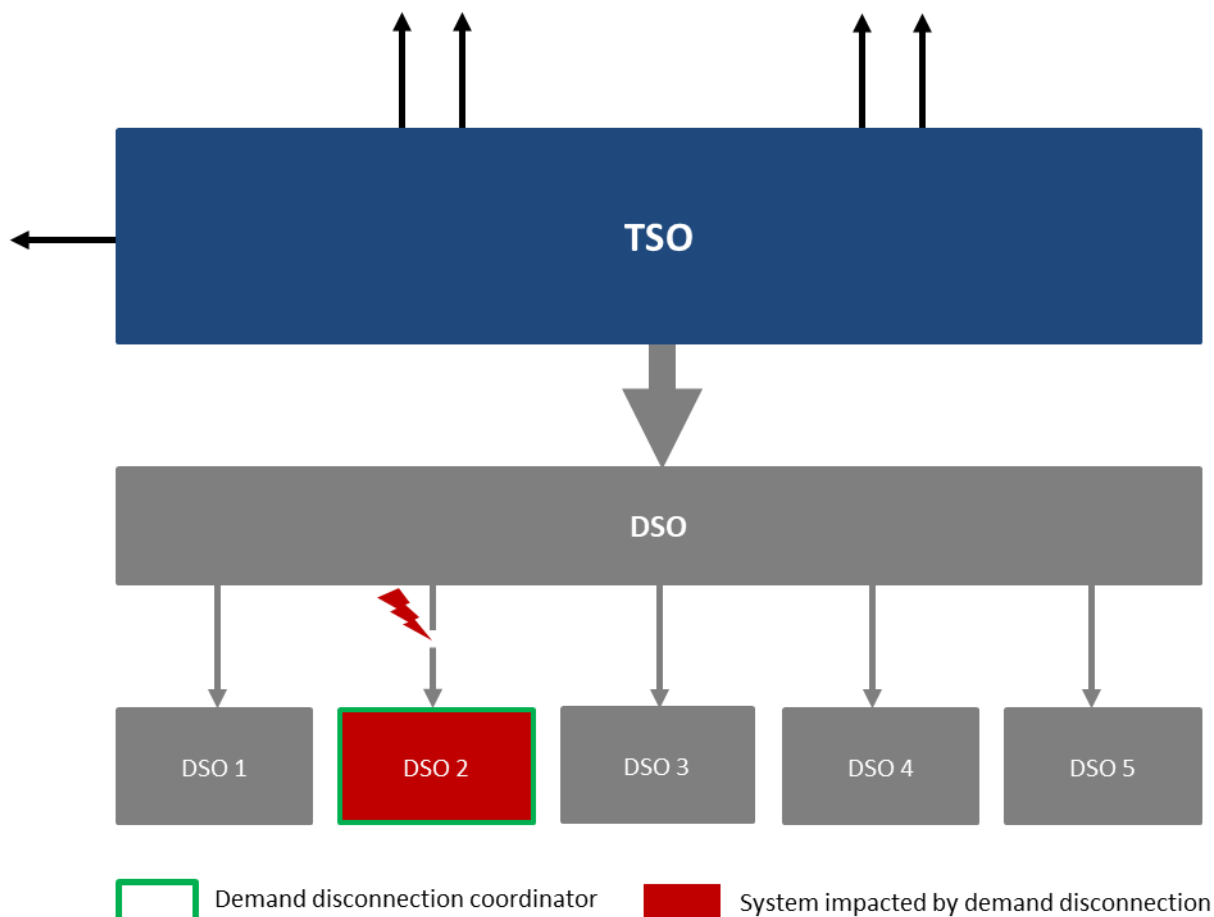 TSO
DSO
DSO 1
DSO 2
DSO 3
DSO 4
DSO 5
Demand disconnection coordinator
System impacted by demand disconnection